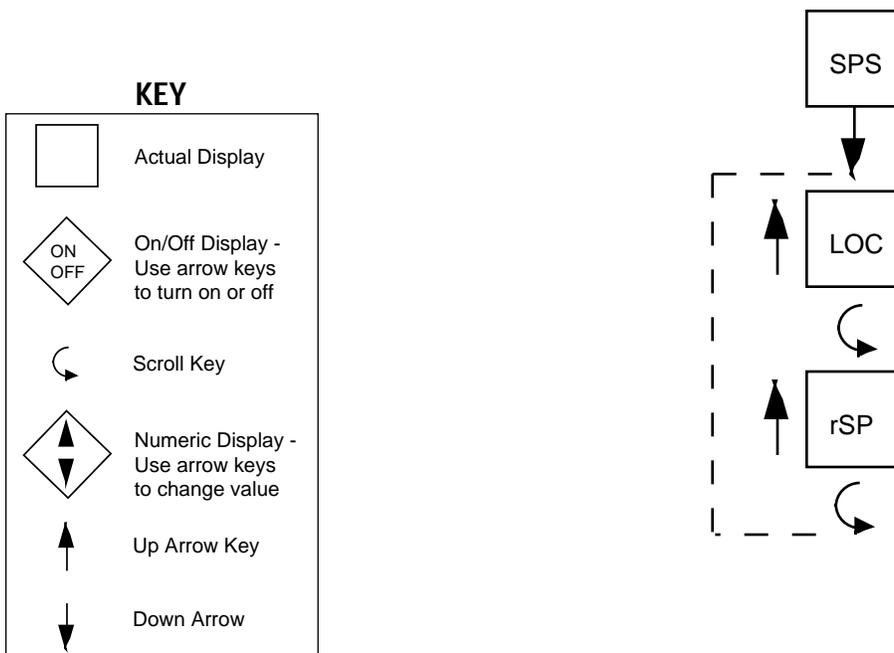 KEY
Actual Display
ON
OFF
On/Off Display -
Use arrow keys
to turn on or off
Scroll Key
Numeric Display -
Use arrow keys
to change value
Up Arrow Key
Down Arrow
SPS
LOC
rSP